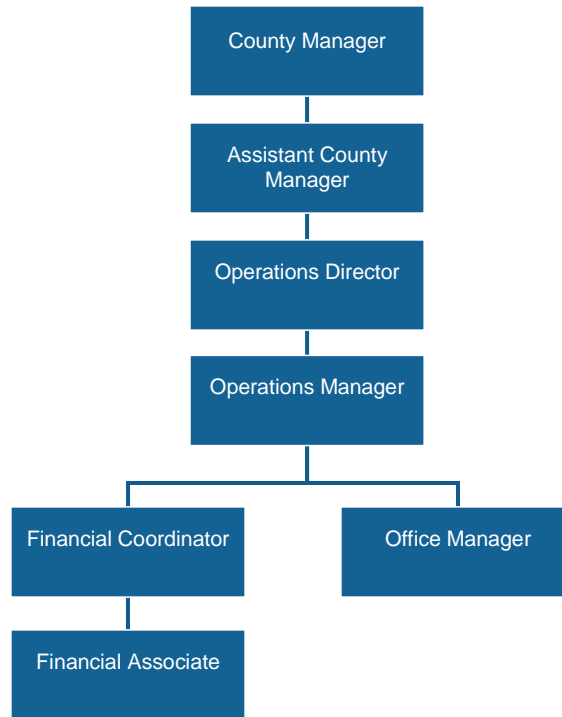 County Manager
Assistant County
Manager
Operations Director
Operations Manager
Financial Coordinator
Office Manager
Financial Associate